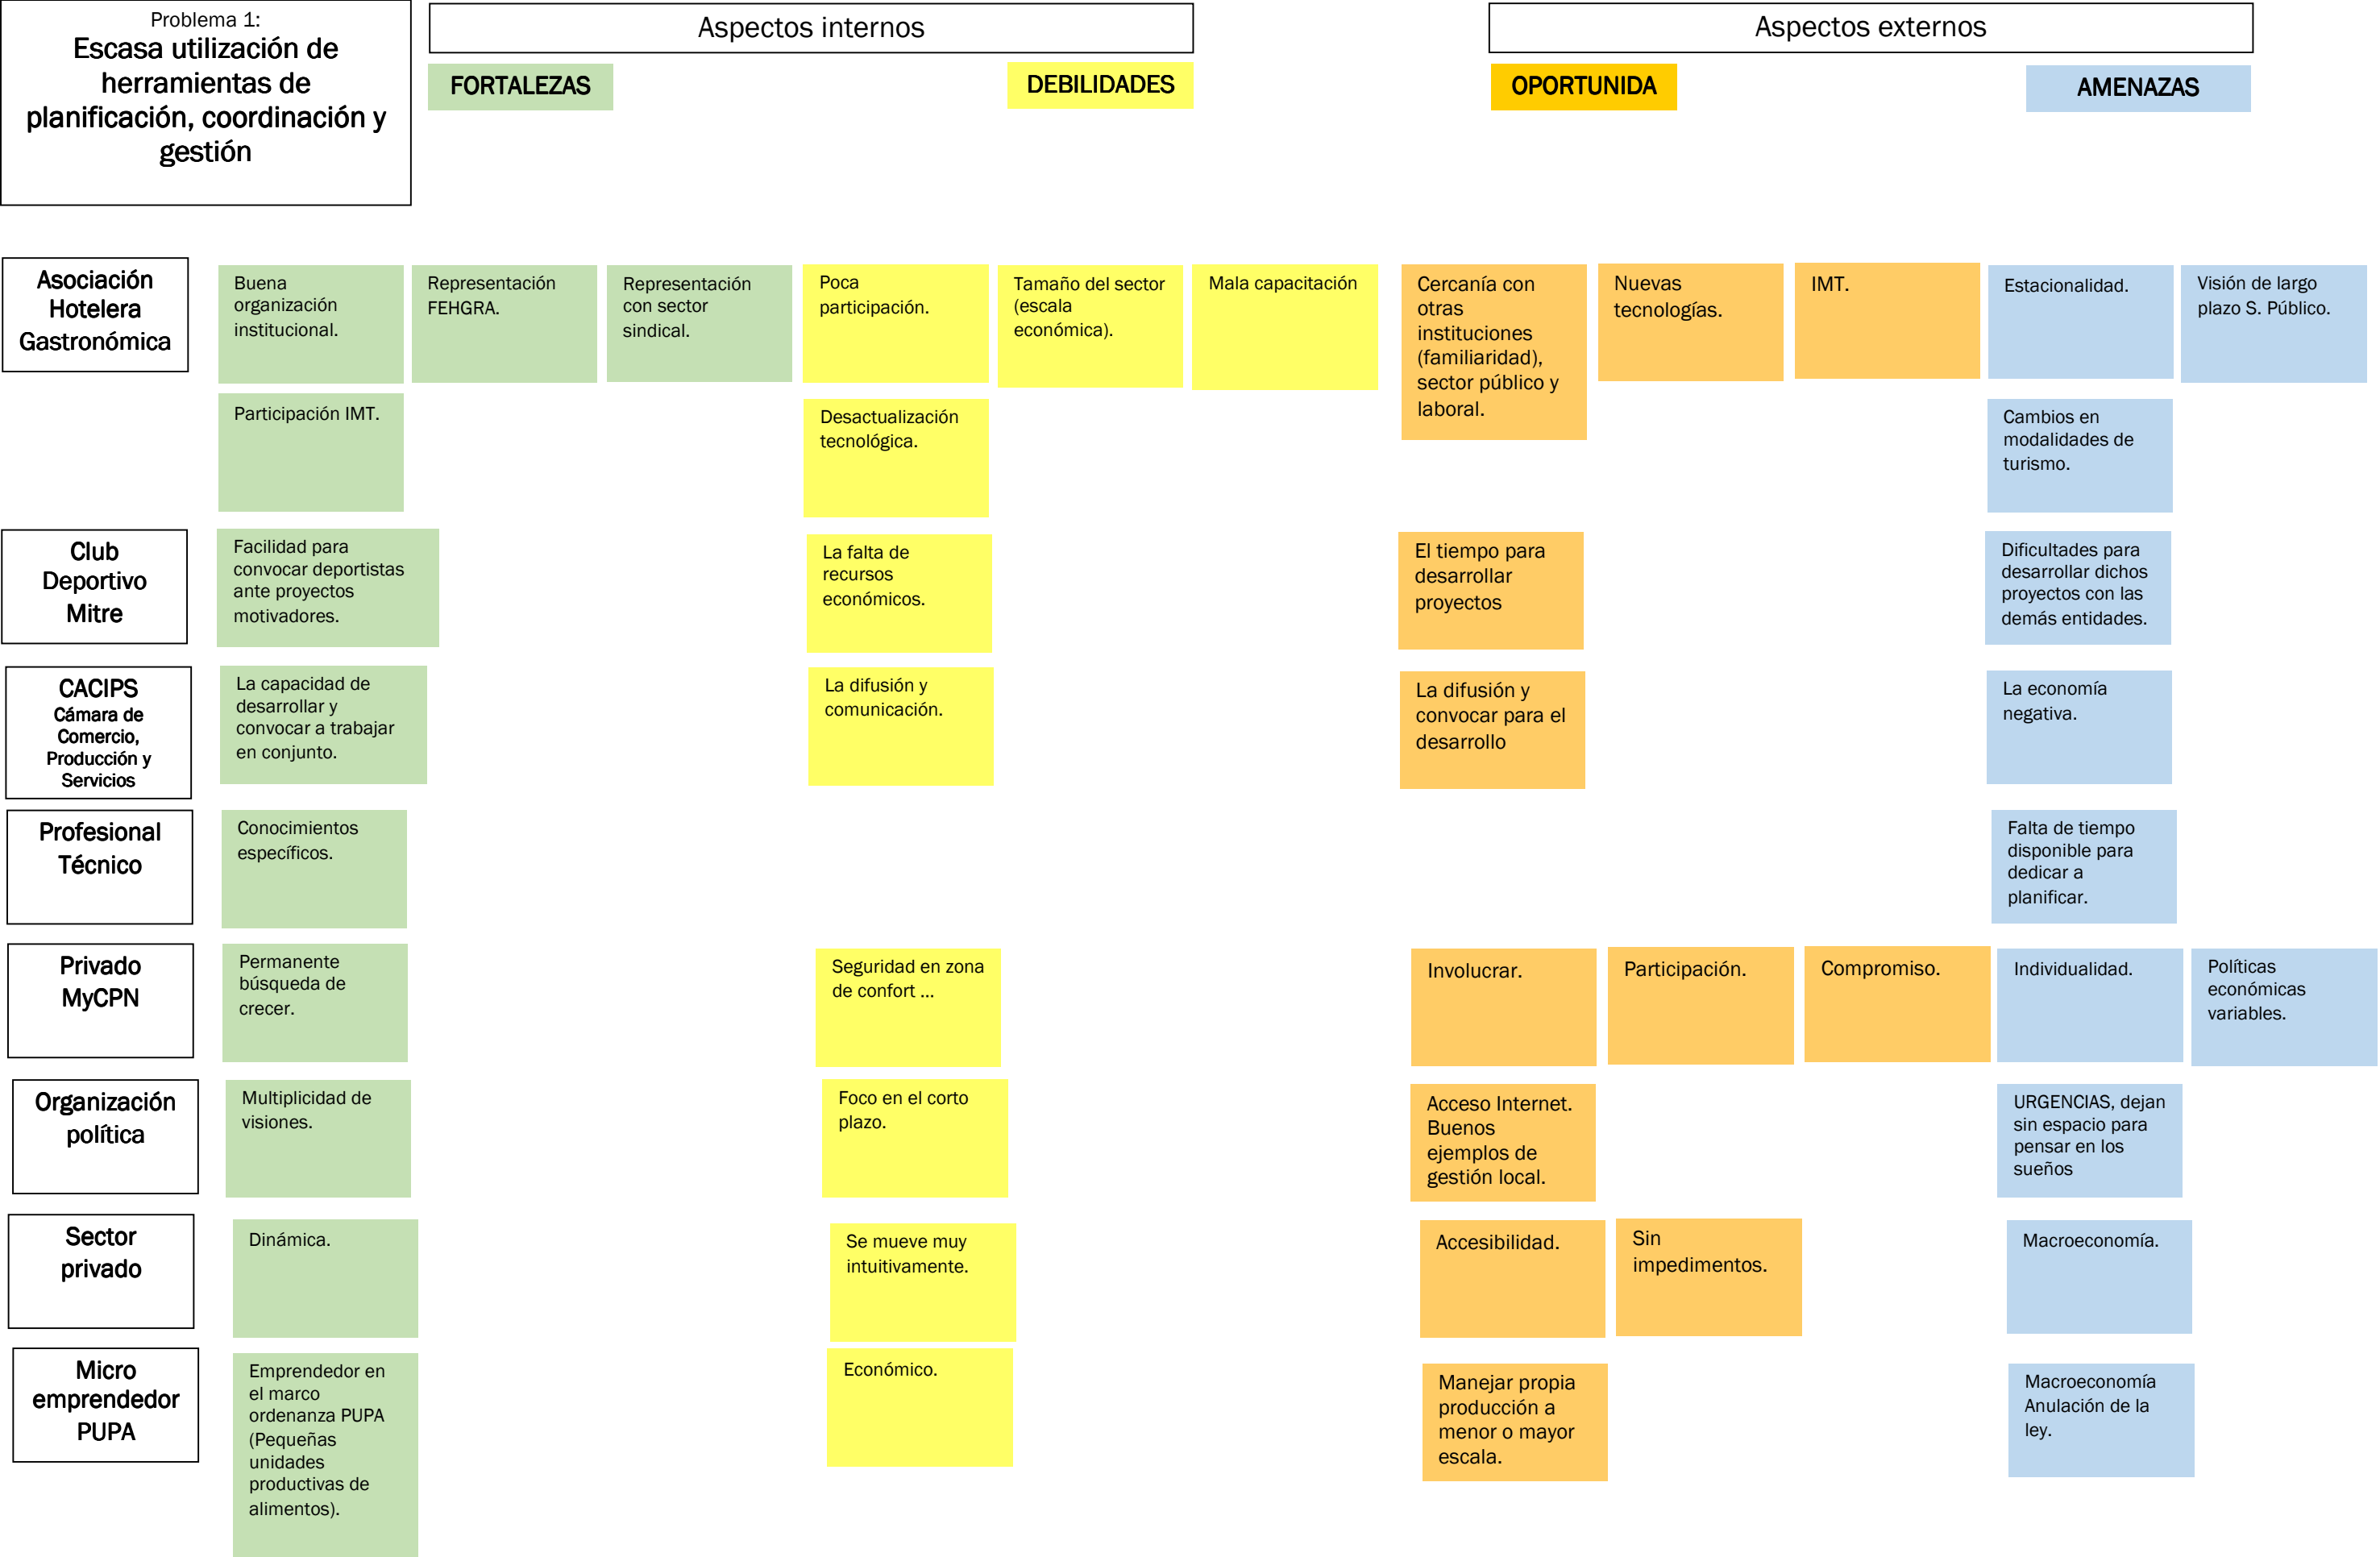 Problema 1:
Escasa utilización de
herramientas de
planificación, coordinación y
gestión
Aspectos internos
Aspectos externos
FORTALEZAS
DEBILIDADES
OPORTUNIDA
AMENAZAS
Asociación
Hotelera
Gastronómica
Buena
organización
institucional.
Representación
FEHGRA.
Representación
con sector
sindical.
Poca
participación.
Tamaño del sector
(escala
económica).
Mala capacitación
Cercanía con
otras
instituciones
(familiaridad),
sector público y
laboral.
Nuevas
tecnologías.
IMT.
Estacionalidad.
Visión de largo
plazo S. Público.
Participación IMT.
Desactualización
tecnológica.
Cambios en
modalidades de
turismo.
Club
Deportivo
Mitre
Facilidad para
convocar deportistas
ante proyectos
motivadores.
La falta de
recursos
económicos.
El tiempo para
desarrollar
proyectos
Dificultades para
desarrollar dichos
proyectos con las
demás entidades.
CACIPS
Cámara de
Comercio,
Producción y
Servicios
La capacidad de
desarrollar y
convocar a trabajar
en conjunto.
La difusión y
comunicación.
La difusión y
convocar para el
desarrollo
La economía
negativa.
Profesional
Técnico
Conocimientos
específicos.
Falta de tiempo
disponible para
dedicar a
planificar.
Privado
MyCPN
Permanente
búsqueda de
crecer.
Seguridad en zona
de confort ...
Involucrar.
Participación.
Compromiso.
Individualidad.
Políticas
económicas
variables.
Organización
política
Multiplicidad de
visiones.
Foco en el corto
plazo.
Acceso Internet.
Buenos
ejemplos de
gestión local.
URGENCIAS, dejan
sin espacio para
pensar en los
sueños
Sector
privado
Dinámica.
Se mueve muy
intuitivamente.
Accesibilidad.
Sin
impedimentos.
Macroeconomía.
Micro
emprendedor
PUPA
Emprendedor en
el marco
ordenanza PUPA
(Pequeñas
unidades
productivas de
alimentos).
Económico.
Manejar propia
producción a
menor o mayor
escala.
Macroeconomía
Anulación de la
ley.